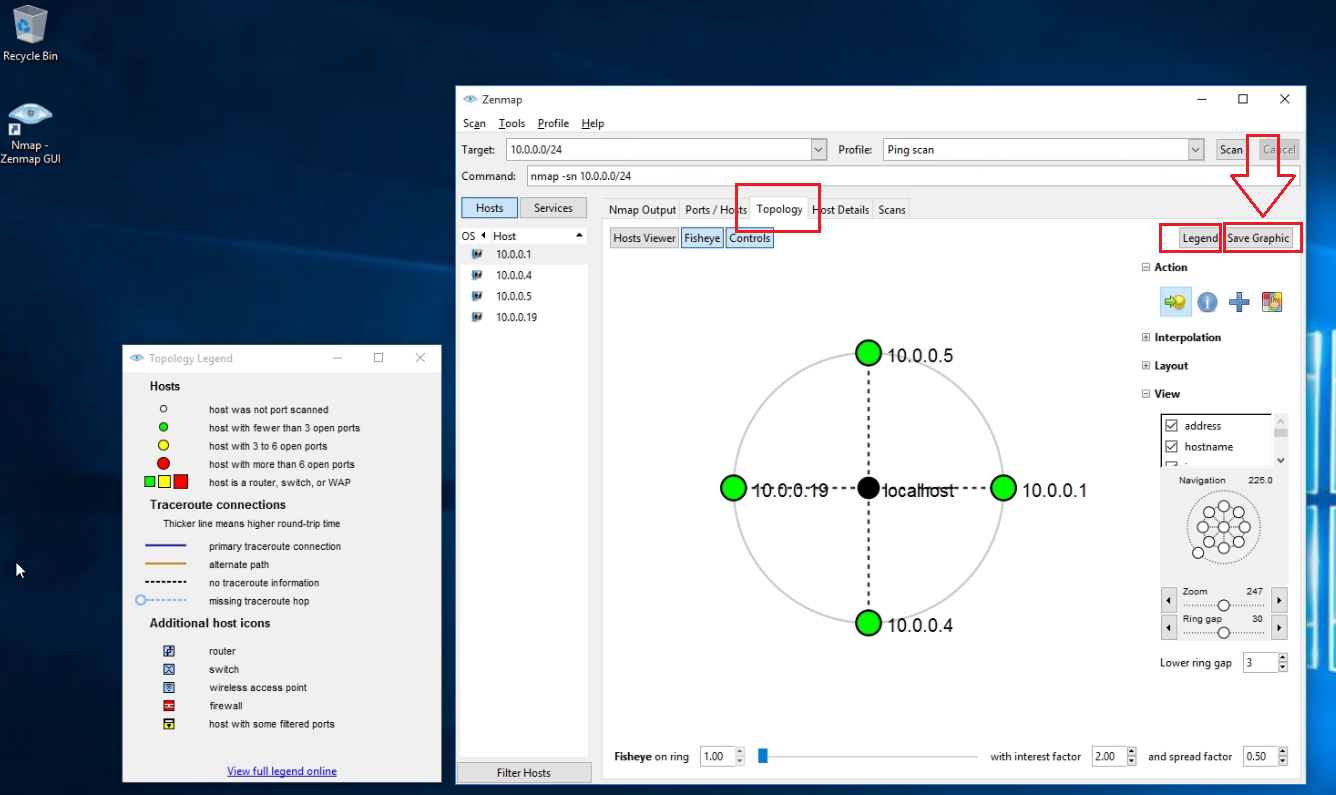 Recycle Bin
Nmap -
Zenmap GUI
Zenmap
Scan Tools Profile Help
Target: 10.0.0.0/24 Profile: Ping scan Scan Cancel
Command: nmap -sn 10.0.0.0/24
Hosts Services
Nmap Output Ports / Hosts Topology Host Details Scans
OS Host
10.0.0.1
10.0.0.4
10.0.0.5
10.0.0.19
Filter Hosts
Hosts Viewer Fisheye Controls Legend Save Graphic
10.0.0.5
10.0.0.19
localhost
10.0.0.1
10.0.0.4
Action
Interpolation
Layout
View
address
hostname
Navigation 225.0
Zoom 247
Ring gap 30
Lower ring gap 3
Fisheye on ring 1.00 with interest factor 2.00 and spread factor 0.50
Topology Legend
Hosts
host was not port scanned
host with fewer than 3 open ports
host with 3 to 6 open ports
host with more than 6 open ports
host is a router, switch, or WAP
Traceroute connections
Thicker line means higher round-trip time
primary traceroute connection
alternate path
no traceroute information
missing traceroute hop
Additional host icons
router
switch
wireless access point
firewall
host with some filtered ports
View full legend online